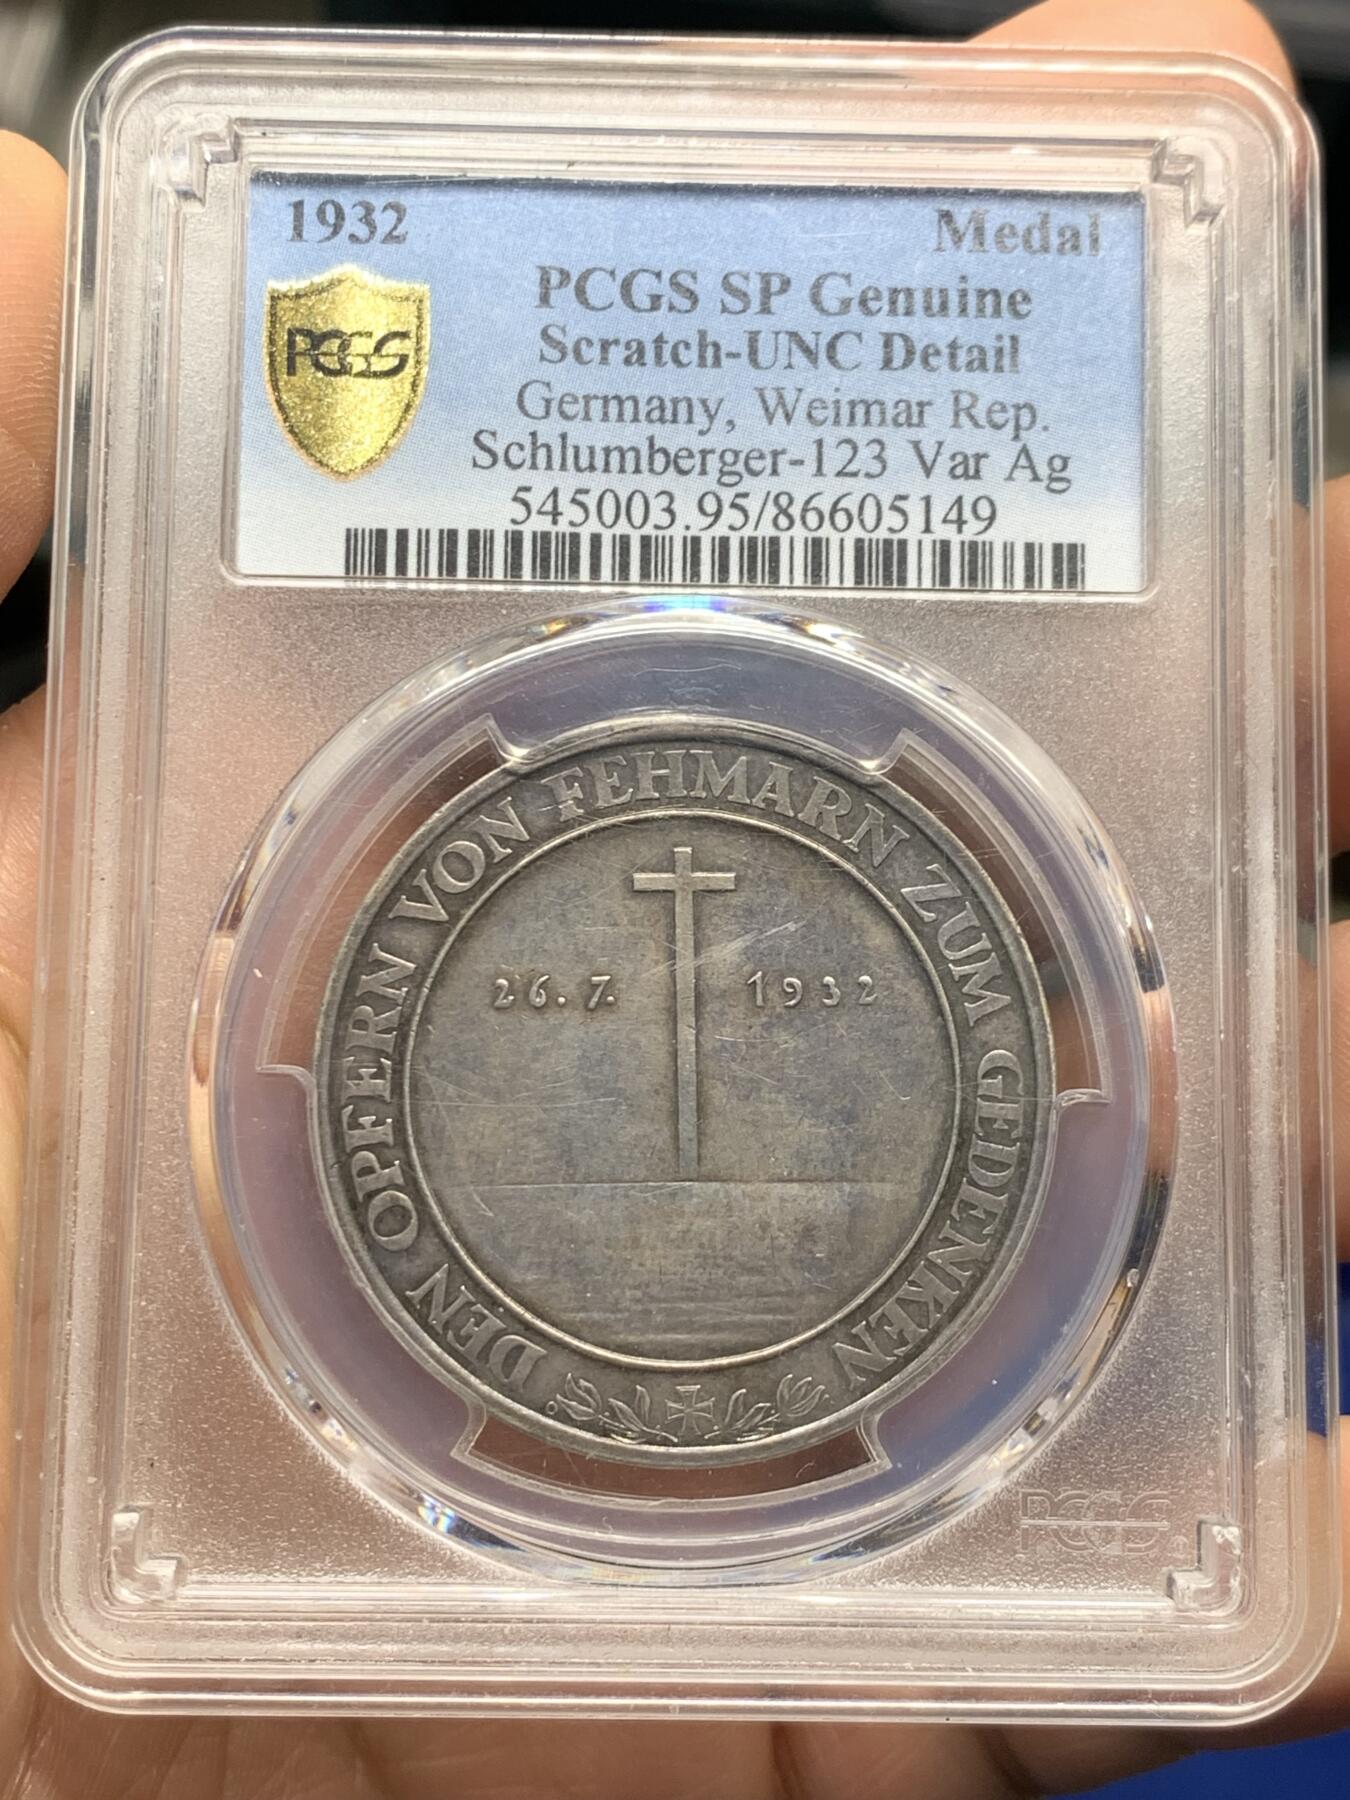 1932
Medal
PCGS
PCGS SP Genuine
Scratch-UNC Detail
Germany, Weimar Rep.
Schlumberger-123 Var Ag
545003.95/86605149
DEN OPFERN VON FEHMARN ZUM GEDENKEN
26.7. 1932
PCGS